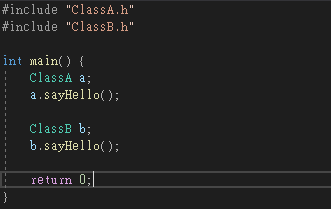 #include "ClassA.h"
#include "ClassB.h"
int main() {
ClassA a;
a.sayHello();
ClassB b;
b.sayHello();
return 0;
}